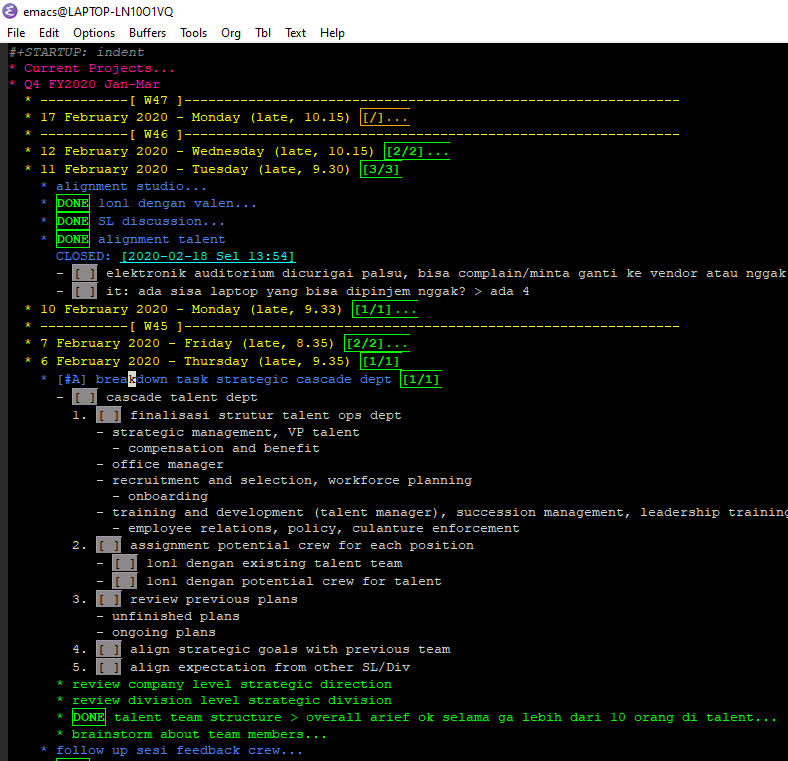 emacs@LAPTOP-LN10O1VQ
File Edit Options Buffers Tools Org Tbl Text Help
#+STARTUP: indent
* Current Projects...
* Q4 FY2020 Jan-Mar
* -----------[ W47 ]--------------------------------------------------------------
* 17 February 2020 - Monday (late, 10.15) [/]...
* -----------[ W46 ]--------------------------------------------------------------
* 12 February 2020 - Wednesday (late, 10.15) [2/2]...
* 11 February 2020 - Tuesday (late, 9.30) [3/3]
* alignment studio...
* DONE 1on1 dengan valen...
* DONE SL discussion...
* DONE alignment talent
CLOSED: [2020-02-18 Sel 13:54]
- [ ] elektronik auditorium dicurigai palsu, bisa complain/minta ganti ke vendor atau nggak
- [ ] it: ada sisa laptop yang bisa dipinjem nggak? > ada 4
* 10 February 2020 - Monday (late, 9.33) [1/1]...
* -----------[ W45 ]--------------------------------------------------------------
* 7 February 2020 - Friday (late, 8.35) [2/2]...
* 6 February 2020 - Thursday (late, 9.35) [1/1]
* [#A] breakdown task strategic cascade dept [1/1]
- [ ] cascade talent dept
1. [ ] finalisasi strutur talent ops dept
- strategic management, VP talent
- compensation and benefit
- office manager
- recruitment and selection, workforce planning
- onboarding
- training and development (talent manager), succession management, leadership training
- employee relations, policy, culanture enforcement
2. [ ] assignment potential crew for each position
- [ ] 1on1 dengan existing talent team
- [ ] 1on1 dengan potential crew for talent
3. [ ] review previous plans
- unfinished plans
- ongoing plans
4. [ ] align strategic goals with previous team
5. [ ] align expectation from other SL/Div
* review company level strategic direction
* review division level strategic division
* DONE talent team structure > overall arief ok selama ga lebih dari 10 orang di talent...
* brainstorm about team members...
* follow up sesi feedback crew...